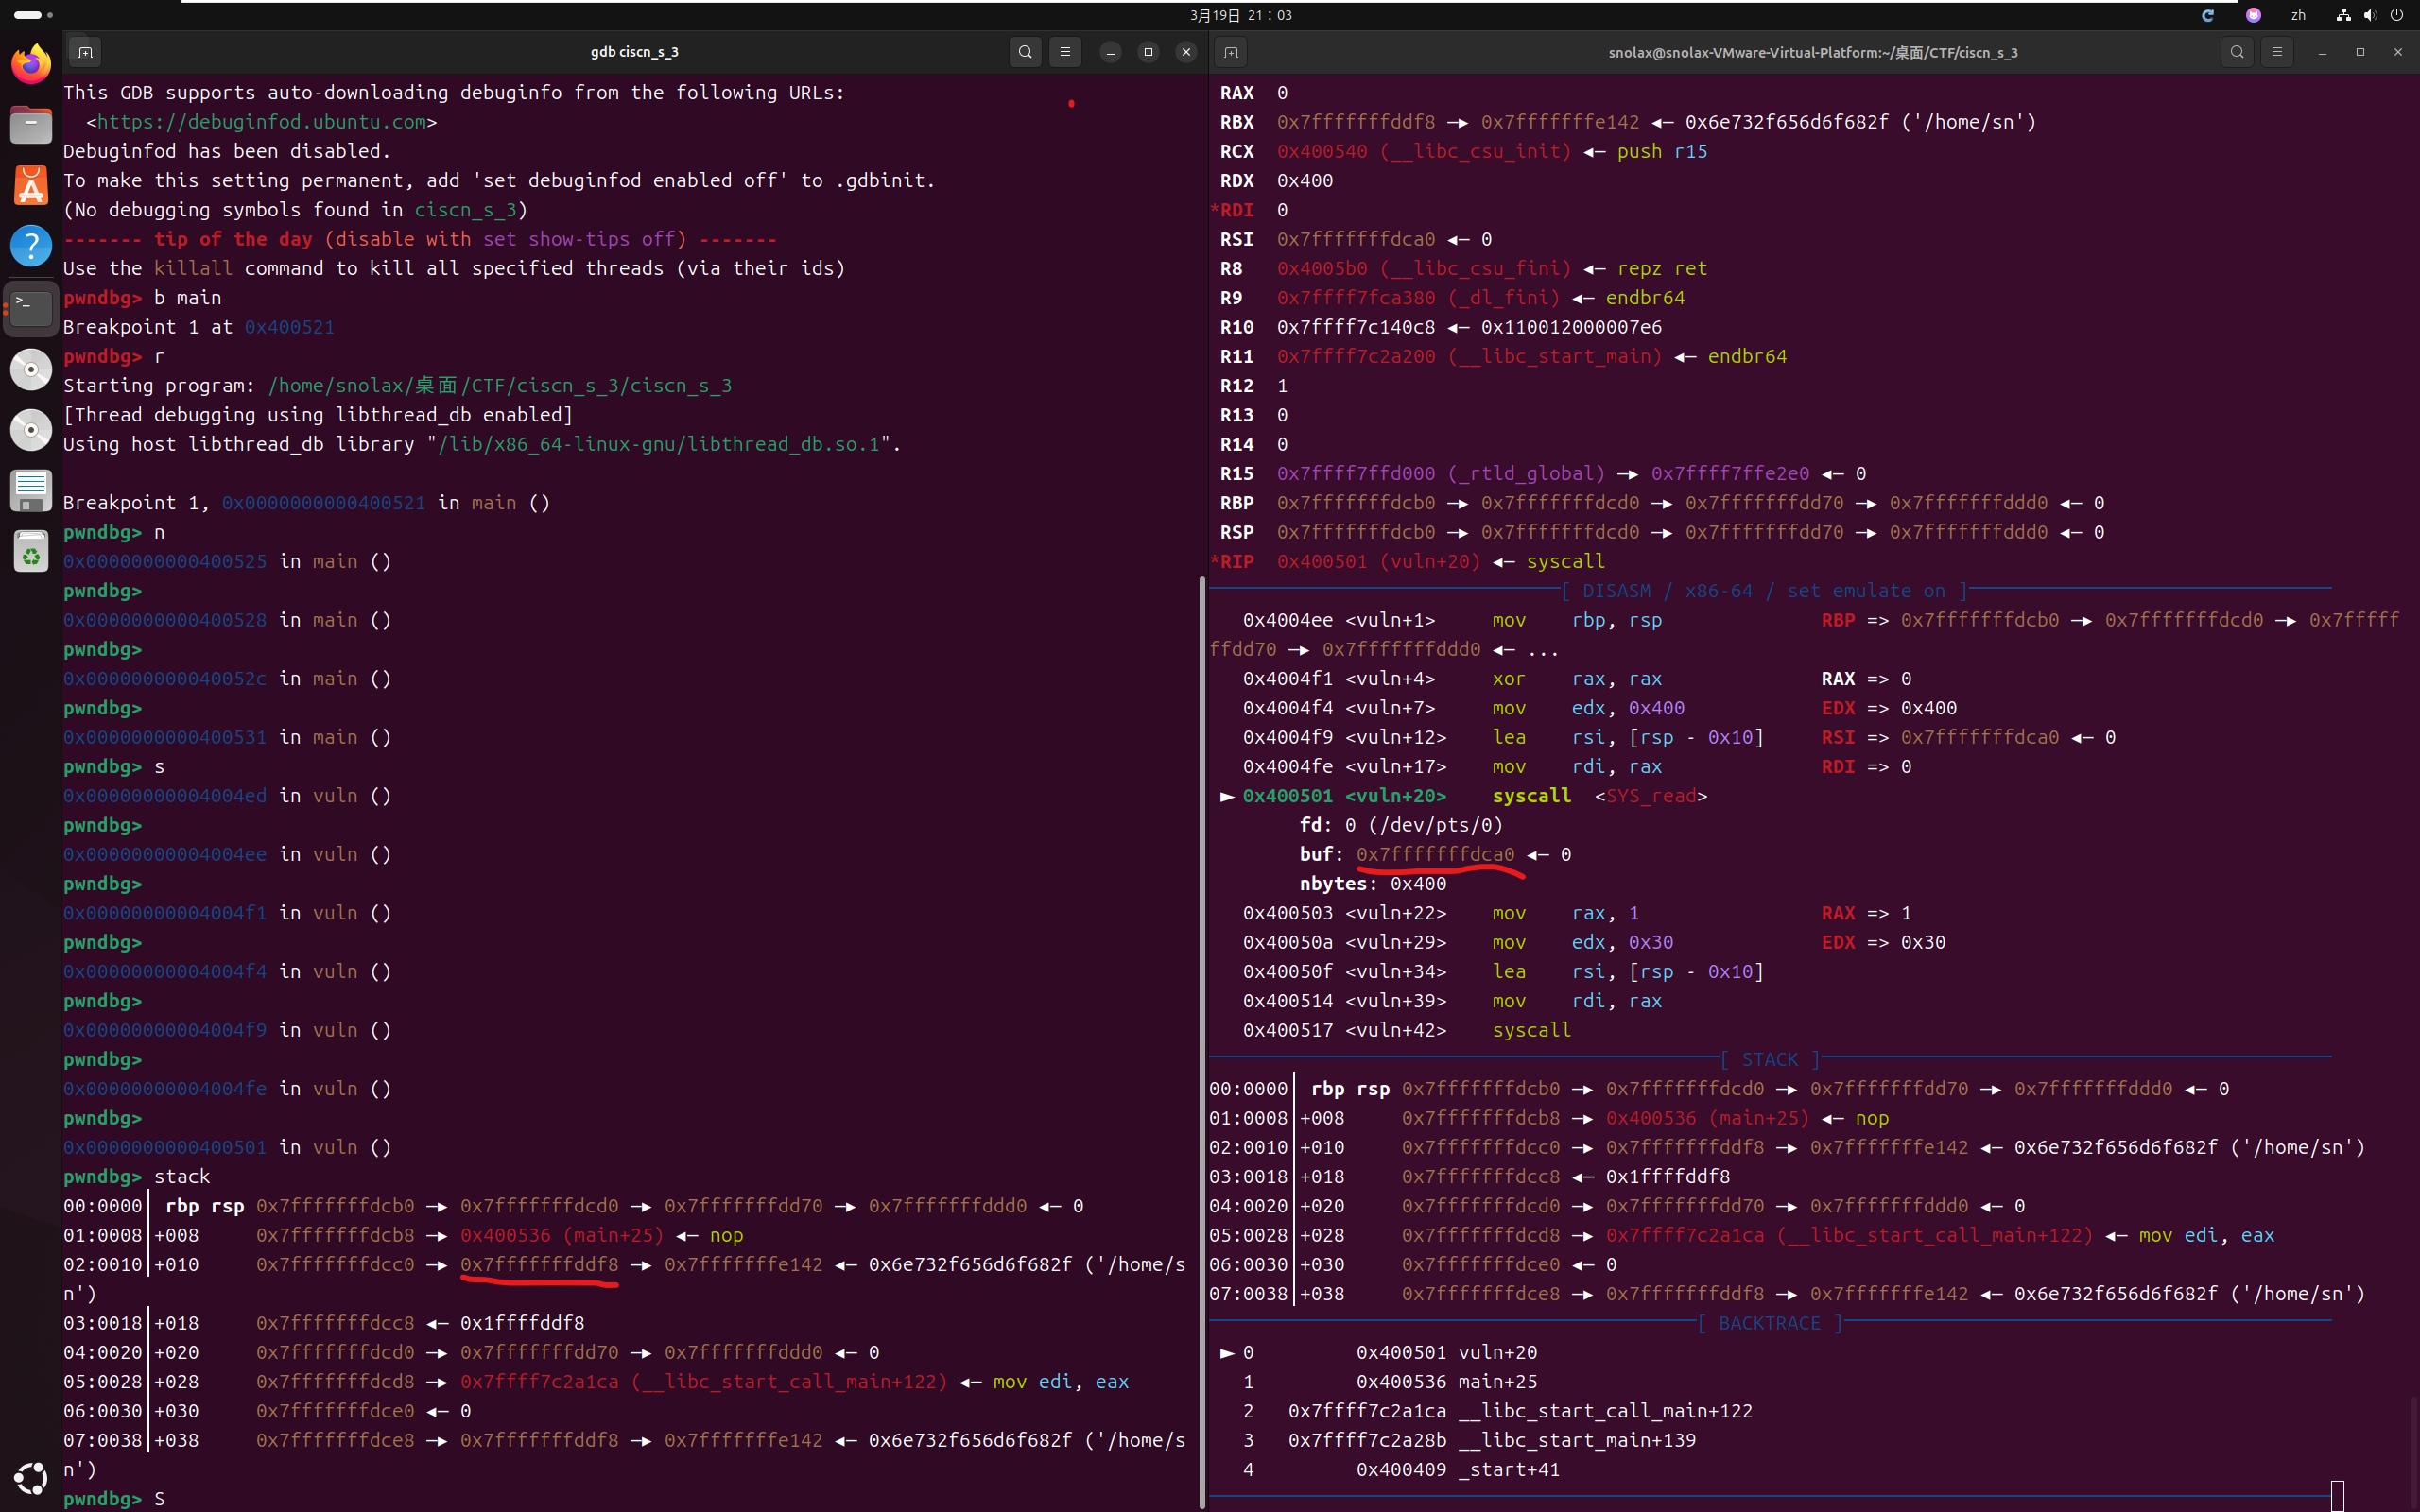 3月19日 21：03
zh
gdb ciscn_s_3
This GDB supports auto-downloading debuginfo from the following URLs:
<https://debuginfod.ubuntu.com>
Debuginfod has been disabled.
To make this setting permanent, add 'set debuginfod enabled off' to .gdbinit.
(No debugging symbols found in ciscn_s_3)
------- tip of the day (disable with set show-tips off) -------
Use the killall command to kill all specified threads (via their ids)
pwndbg> b main
Breakpoint 1 at 0x400521
pwndbg> r
Starting program: /home/snolax/桌面/CTF/ciscn_s_3/ciscn_s_3
[Thread debugging using libthread_db enabled]
Using host libthread_db library "/lib/x86_64-linux-gnu/libthread_db.so.1".
Breakpoint 1, 0x0000000000400521 in main ()
pwndbg> n
0x0000000000400525 in main ()
pwndbg>
0x0000000000400528 in main ()
pwndbg>
0x000000000040052c in main ()
pwndbg>
0x0000000000400531 in main ()
pwndbg> s
0x00000000004004ed in vuln ()
pwndbg>
0x00000000004004ee in vuln ()
pwndbg>
0x00000000004004f1 in vuln ()
pwndbg>
0x00000000004004f4 in vuln ()
pwndbg>
0x00000000004004f9 in vuln ()
pwndbg>
0x00000000004004fe in vuln ()
pwndbg>
0x0000000000400501 in vuln ()
pwndbg> stack
00:0000│ rbp rsp 0x7fffffffdcb0 —▸ 0x7fffffffdcd0 —▸ 0x7fffffffdd70 —▸ 0x7fffffffddd0 ◂— 0
01:0008│+008 0x7fffffffdcb8 —▸ 0x400536 (main+25) ◂— nop
02:0010│+010 0x7fffffffdcc0 —▸ 0x7fffffffddf8 —▸ 0x7fffffffe142 ◂— 0x6e732f656d6f682f ('/home/s
n')
03:0018│+018 0x7fffffffdcc8 ◂— 0x1ffffddf8
04:0020│+020 0x7fffffffdcd0 —▸ 0x7fffffffdd70 —▸ 0x7fffffffddd0 ◂— 0
05:0028│+028 0x7fffffffdcd8 —▸ 0x7ffff7c2a1ca (__libc_start_call_main+122) ◂— mov edi, eax
06:0030│+030 0x7fffffffdce0 ◂— 0
07:0038│+038 0x7fffffffdce8 —▸ 0x7fffffffddf8 —▸ 0x7fffffffe142 ◂— 0x6e732f656d6f682f ('/home/s
n')
pwndbg> S
snolax@snolax-VMware-Virtual-Platform:~/桌面/CTF/ciscn_s_3
RAX 0
RBX 0x7fffffffddf8 —▸ 0x7fffffffe142 ◂— 0x6e732f656d6f682f ('/home/sn')
RCX 0x400540 (__libc_csu_init) ◂— push r15
RDX 0x400
*RDI 0
RSI 0x7fffffffdca0 ◂— 0
R8 0x4005b0 (__libc_csu_fini) ◂— repz ret
R9 0x7ffff7fca380 (_dl_fini) ◂— endbr64
R10 0x7ffff7c140c8 ◂— 0x110012000007e6
R11 0x7ffff7c2a200 (__libc_start_main) ◂— endbr64
R12 1
R13 0
R14 0
R15 0x7ffff7ffd000 (_rtld_global) —▸ 0x7ffff7ffe2e0 ◂— 0
RBP 0x7fffffffdcb0 —▸ 0x7fffffffdcd0 —▸ 0x7fffffffdd70 —▸ 0x7fffffffddd0 ◂— 0
RSP 0x7fffffffdcb0 —▸ 0x7fffffffdcd0 —▸ 0x7fffffffdd70 —▸ 0x7fffffffddd0 ◂— 0
*RIP 0x400501 (vuln+20) ◂— syscall
[ DISASM / x86-64 / set emulate on ]
0x4004ee <vuln+1> mov rbp, rsp RBP => 0x7fffffffdcb0 —▸ 0x7fffffffdcd0 —▸ 0x7fffff
ffdd70 —▸ 0x7fffffffddd0 ◂— ...
0x4004f1 <vuln+4> xor rax, rax RAX => 0
0x4004f4 <vuln+7> mov edx, 0x400 EDX => 0x400
0x4004f9 <vuln+12> lea rsi, [rsp - 0x10] RSI => 0x7fffffffdca0 ◂— 0
0x4004fe <vuln+17> mov rdi, rax RDI => 0
► 0x400501 <vuln+20> syscall <SYS_read>
fd: 0 (/dev/pts/0)
buf: 0x7fffffffdca0 ◂— 0
nbytes: 0x400
0x400503 <vuln+22> mov rax, 1 RAX => 1
0x40050a <vuln+29> mov edx, 0x30 EDX => 0x30
0x40050f <vuln+34> lea rsi, [rsp - 0x10]
0x400514 <vuln+39> mov rdi, rax
0x400517 <vuln+42> syscall
[ STACK ]
00:0000│ rbp rsp 0x7fffffffdcb0 —▸ 0x7fffffffdcd0 —▸ 0x7fffffffdd70 —▸ 0x7fffffffddd0 ◂— 0
01:0008│+008 0x7fffffffdcb8 —▸ 0x400536 (main+25) ◂— nop
02:0010│+010 0x7fffffffdcc0 —▸ 0x7fffffffddf8 —▸ 0x7fffffffe142 ◂— 0x6e732f656d6f682f ('/home/sn')
03:0018│+018 0x7fffffffdcc8 ◂— 0x1ffffddf8
04:0020│+020 0x7fffffffdcd0 —▸ 0x7fffffffdd70 —▸ 0x7fffffffddd0 ◂— 0
05:0028│+028 0x7fffffffdcd8 —▸ 0x7ffff7c2a1ca (__libc_start_call_main+122) ◂— mov edi, eax
06:0030│+030 0x7fffffffdce0 ◂— 0
07:0038│+038 0x7fffffffdce8 —▸ 0x7fffffffddf8 —▸ 0x7fffffffe142 ◂— 0x6e732f656d6f682f ('/home/sn')
[ BACKTRACE ]
► 0 0x400501 vuln+20
1 0x400536 main+25
2 0x7ffff7c2a1ca __libc_start_call_main+122
3 0x7ffff7c2a28b __libc_start_main+139
4 0x400409 _start+41